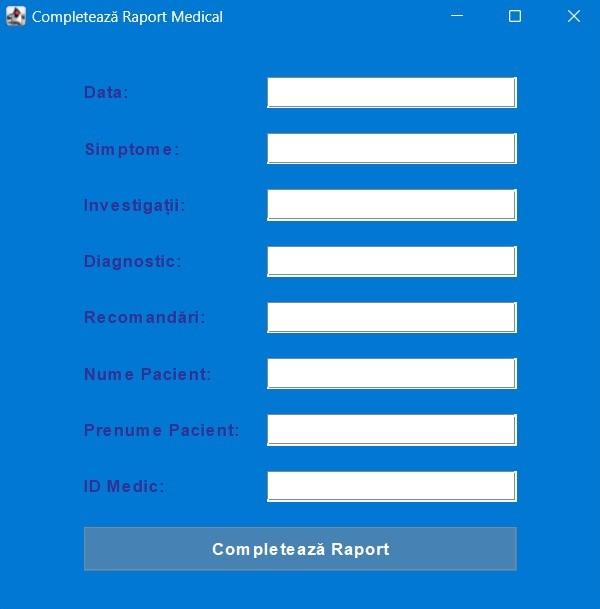 Completează Raport Medical
Data:
Simptome:
Investigații:
Diagnostic:
Recomandări:
Nume Pacient:
Prenume Pacient:
ID Medic:
Completează Raport